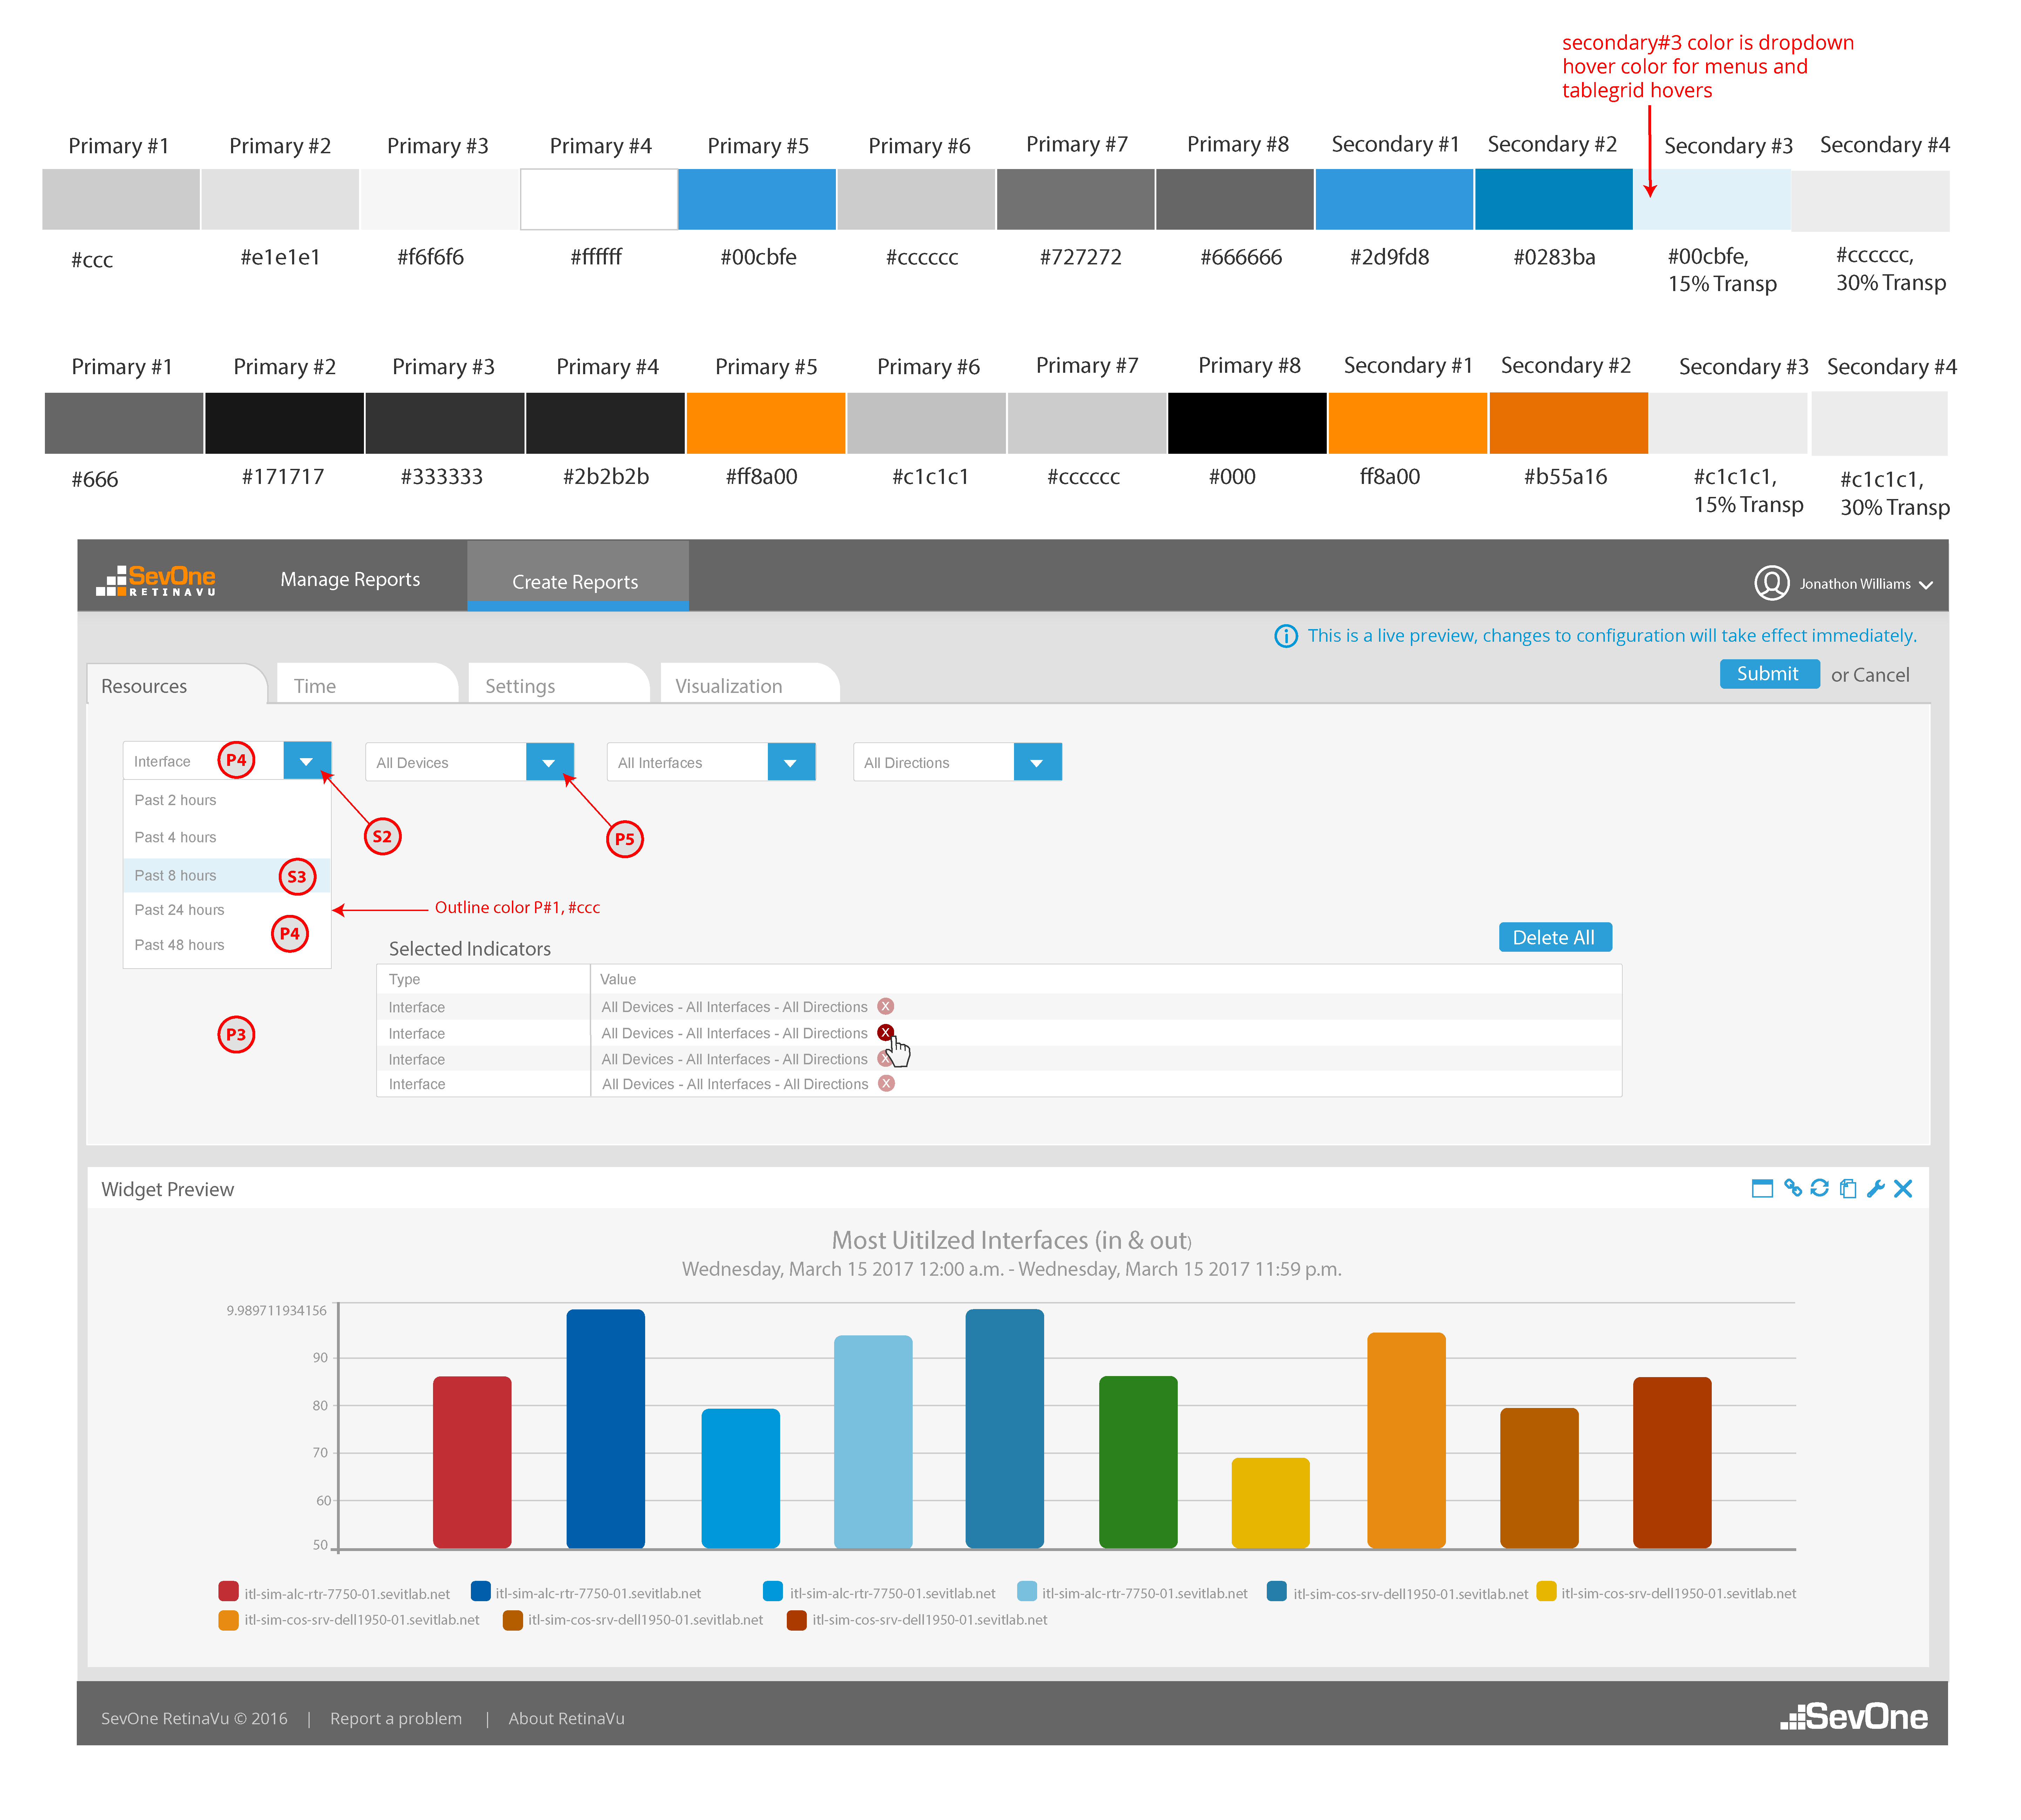 secondary#3 color is dropdown
hover color for menus and
tablegrid hovers
Primary #1 Primary #2 Primary #3 Primary #4 Primary #5 Primary #6 Primary #7 Primary #8 Secondary #1 Secondary #2 Secondary #3 Secondary #4
#ccc #e1e1e1 #f6f6f6 #ffffff #00cbfe #cccccc #727272 #666666 #2d9fd8 #0283ba #00cbfe, #cccccc,
15% Transp 30% Transp
Primary #1 Primary #2 Primary #3 Primary #4 Primary #5 Primary #6 Primary #7 Primary #8 Secondary #1 Secondary #2 Secondary #3 Secondary #4
#666 #171717 #333333 #2b2b2b #ff8a00 #c1c1c1 #cccccc #000 ff8a00 #b55a16 #c1c1c1, #c1c1c1,
15% Transp 30% Transp
SevOne
RETINAVU
Manage Reports Create Reports Jonathon Williams
This is a live preview, changes to configuration will take effect immediately.
Resources Time Settings Visualization Submit or Cancel
Interface P4 All Devices All Interfaces All Directions
Past 2 hours
Past 4 hours S2 P5
Past 8 hours S3
Past 24 hours Outline color P#1, #ccc
P4
Past 48 hours
Selected Indicators Delete All
Type Value
Interface All Devices - All Interfaces - All Directions X
Interface All Devices - All Interfaces - All Directions X
Interface All Devices - All Interfaces - All Directions X
Interface All Devices - All Interfaces - All Directions X
P3
Widget Preview
Most Uitilzed Interfaces (in & out)
Wednesday, March 15 2017 12:00 a.m. - Wednesday, March 15 2017 11:59 p.m.
9.989711934156
90
80
70
60
50
itl-sim-alc-rtr-7750-01.sevitlab.net itl-sim-alc-rtr-7750-01.sevitlab.net itl-sim-alc-rtr-7750-01.sevitlab.net itl-sim-alc-rtr-7750-01.sevitlab.net itl-sim-cos-srv-dell1950-01.sevitlab.net itl-sim-cos-srv-dell1950-01.sevitlab.net
itl-sim-cos-srv-dell1950-01.sevitlab.net itl-sim-cos-srv-dell1950-01.sevitlab.net itl-sim-cos-srv-dell1950-01.sevitlab.net
SevOne RetinaVu © 2016 | Report a problem | About RetinaVu SevOne